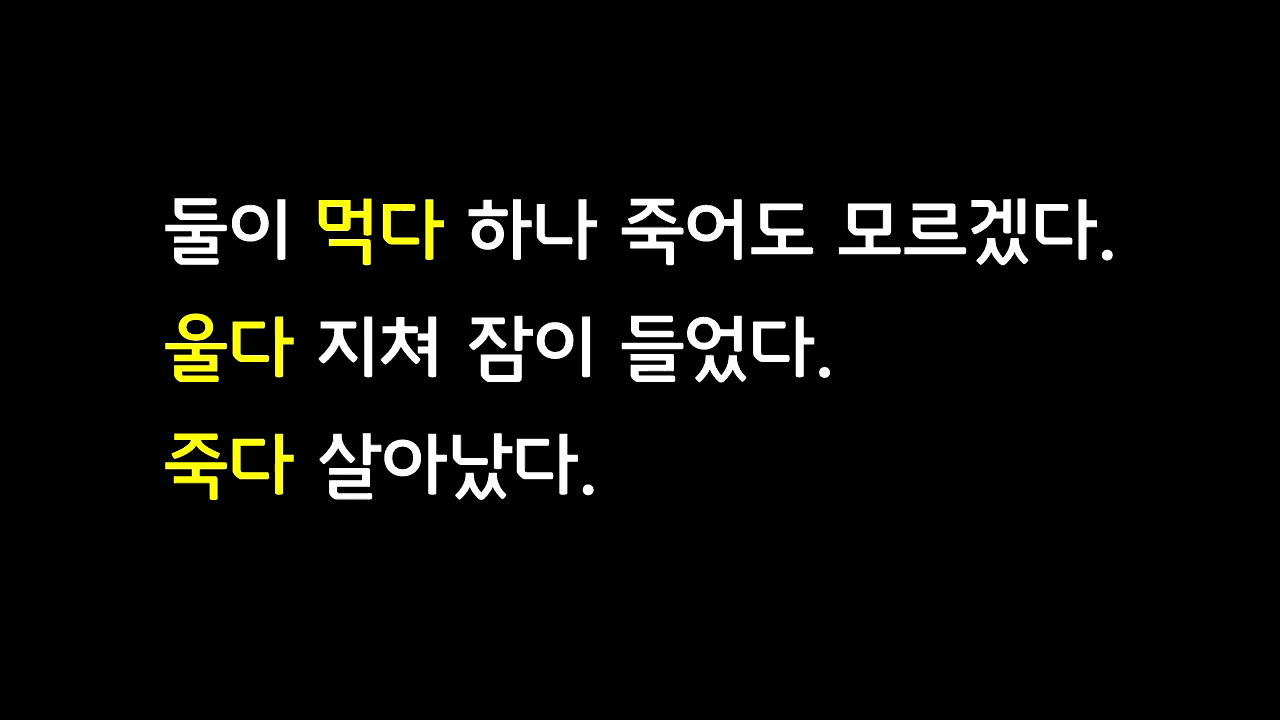 둘이 먹다 하나 죽어도 모르겠다.
울다 지쳐 잠이 들었다.
죽다 살아났다.